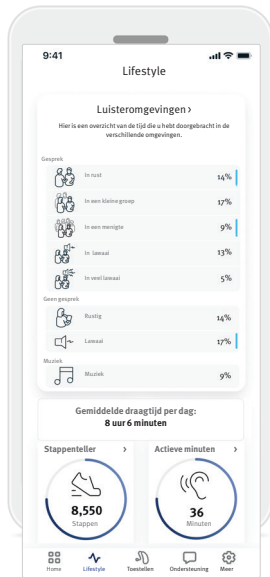 9:41
Lifestyle
Luisteromgevingen ›
Hier is een overzicht van de tijd die u hebt doorgebracht in de
verschillende omgevingen.
Gesprek
In rust 14%
In een kleine groep 17%
In een menigte 9%
In lawaai 13%
In veel lawaai 5%
Geen gesprek
Rustig 14%
Lawaai 17%
Muziek
Muziek 9%
Gemiddelde draagtijd per dag:
8 uur 6 minuten
Stappenteller › Actieve minuten ›
8,550 36
Stappen Minuten
Home Lifestyle Toestellen Ondersteuning Meer